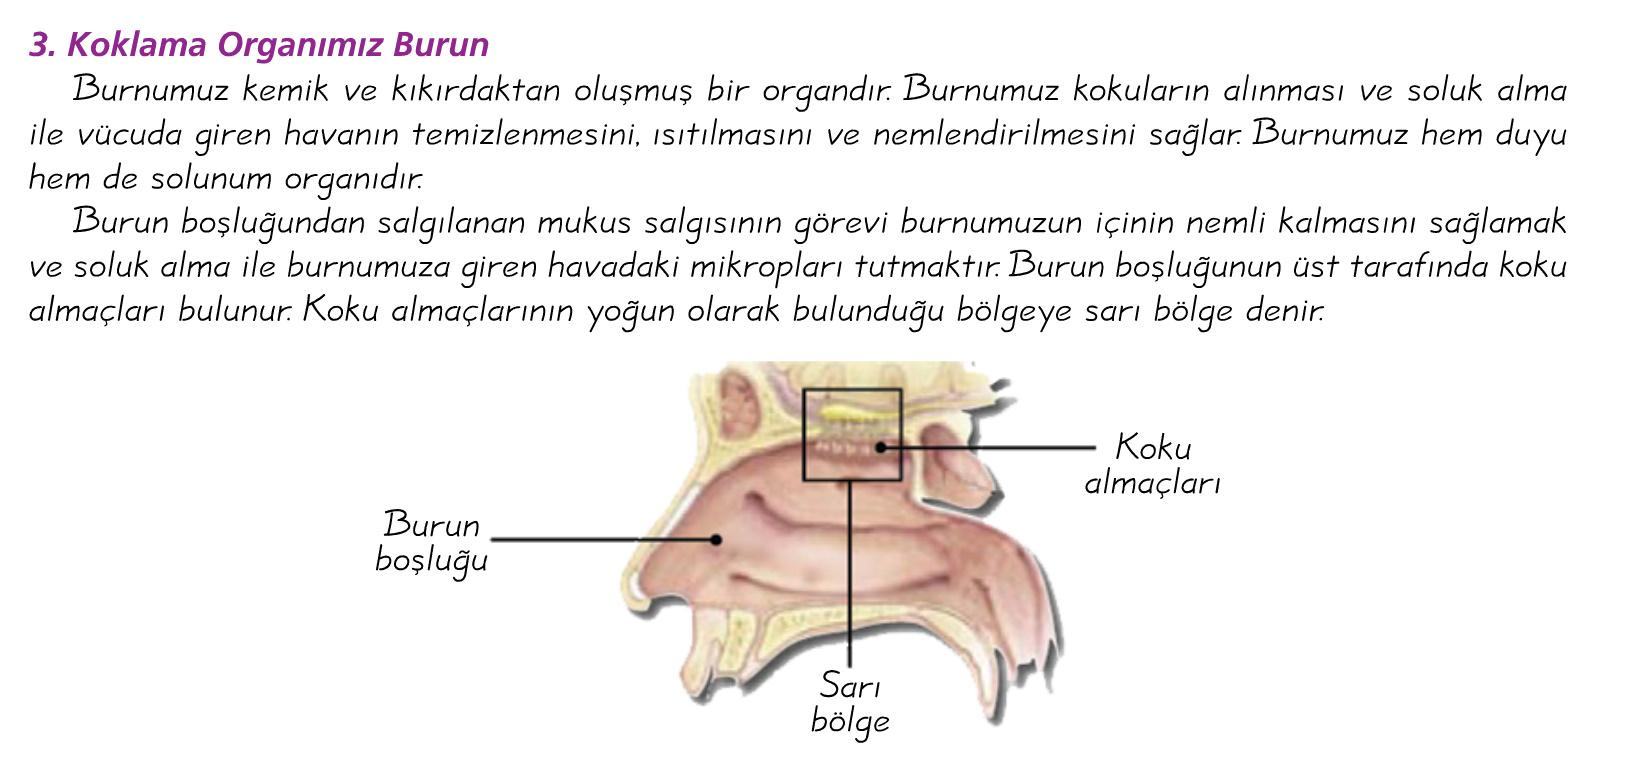 3. Koklama Organımız Burun
Burnumuz kemik ve kıkırdaktan oluşmuş bir organdır. Burnumuz kokuların alınması ve soluk alma
ile vücuda giren havanın temizlenmesini, ısıtılmasını ve nemlendirilmesini sağlar. Burnumuz hem duyu
hem de solunum organıdır.
Burun boşluğundan salgılanan mukus salgısının görevi burnumuzun içinin nemli kalmasını sağlamak
ve soluk alma ile burnumuza giren havadaki mikropları tutmaktır. Burun boşluğunun üst tarafında koku
almaçları bulunur. Koku almaçlarının yoğun olarak bulunduğu bölgeye sarı bölge denir.
Koku
almaçları
Burun
boşluğu
Sarı
bölge